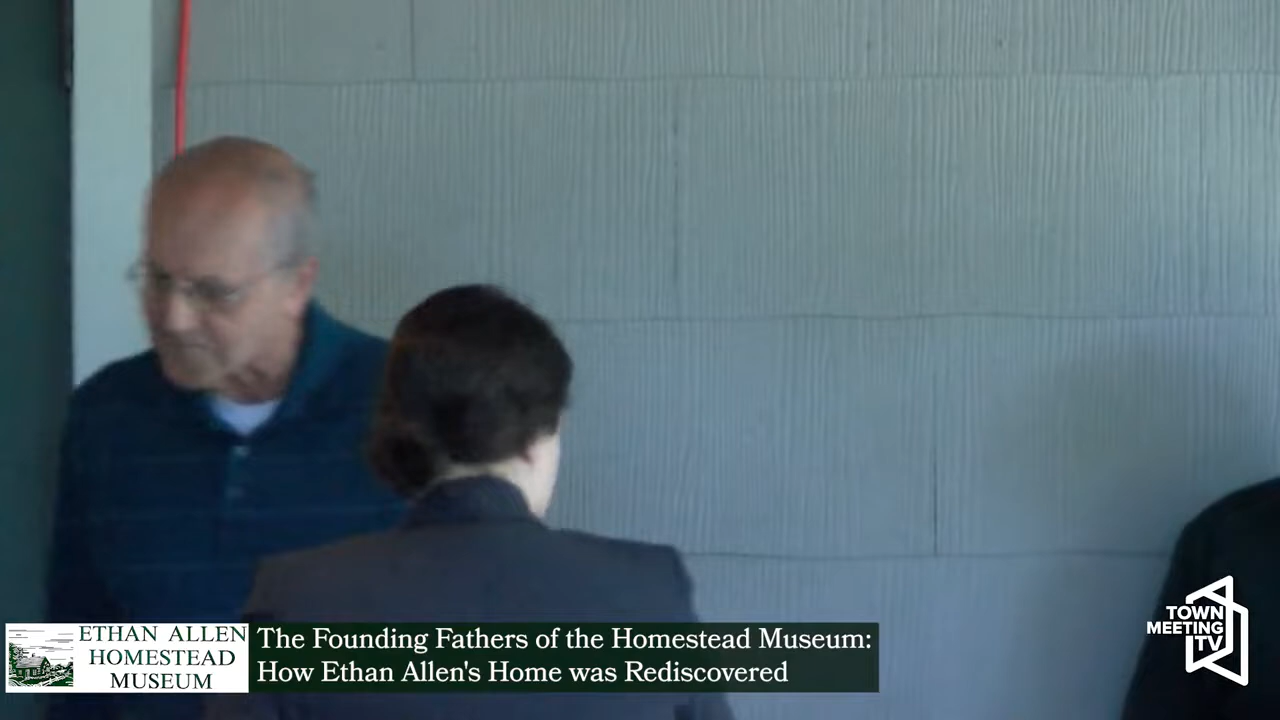 ETHAN ALLEN
HOMESTEAD
MUSEUM
The Founding Fathers of the Homestead Museum:
How Ethan Allen's Home was Rediscovered
TOWN
MEETING
TV